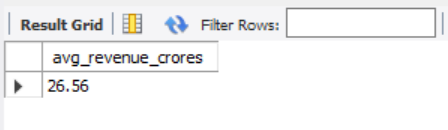 Result Grid Filter Rows:
avg_revenue_crores
26.56